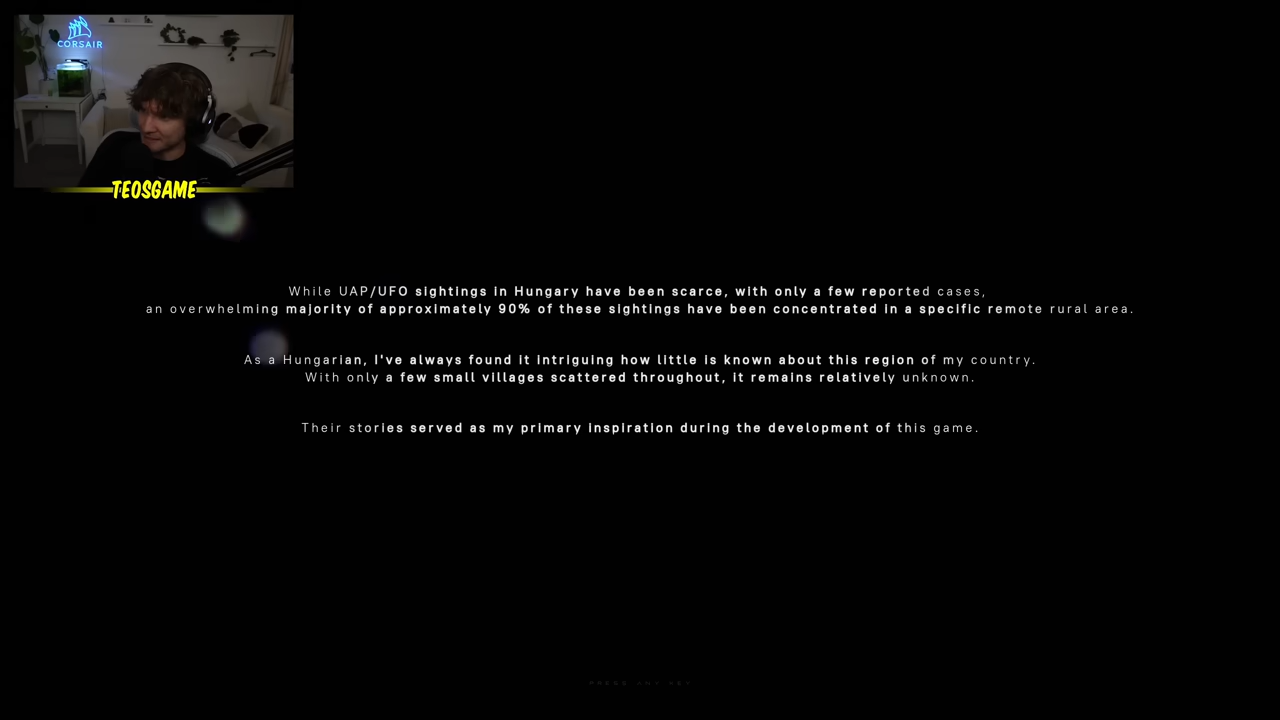 CORSAIR
TEOSGAME
While UAP/UFO sightings in Hungary have been scarce, with only a few reported cases,
an overwhelming majority of approximately 90% of these sightings have been concentrated in a specific remote rural area.
As a Hungarian, I've always found it intriguing how little is known about this region of my country.
With only a few small villages scattered throughout, it remains relatively unknown.
Their stories served as my primary inspiration during the development of this game.
PRESS ANY KEY